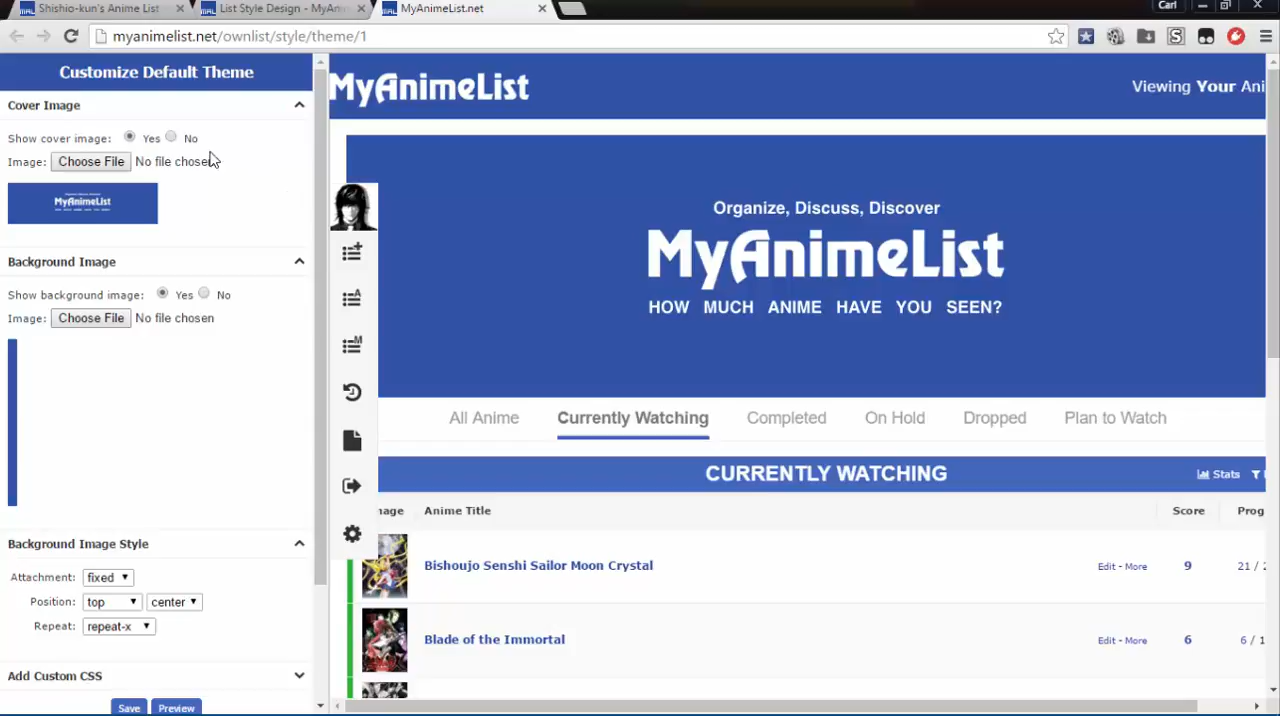 Shishio-kun's Anime List
List Style Design - MyAn
MyAnimeList.net
Carl
myanimelist.net/ownlist/style/theme/1
Customize Default Theme
Cover Image
Show cover image: Yes No
Image: Choose File No file chosen
MyAnimeList
Background Image
Show background image: Yes No
Image: Choose File No file chosen
Background Image Style
Attachment: fixed
Position: top center
Repeat: repeat-x
Add Custom CSS
Save Preview
MyAnimeList
Viewing Your Ani
Organize, Discuss, Discover
MyAnimeList
HOW MUCH ANIME HAVE YOU SEEN?
All Anime Currently Watching Completed On Hold Dropped Plan to Watch
CURRENTLY WATCHING
Stats
mage Anime Title Score Prog
Bishoujo Senshi Sailor Moon Crystal Edit - More 9 21 / 2
Blade of the Immortal Edit - More 6 6 / 1